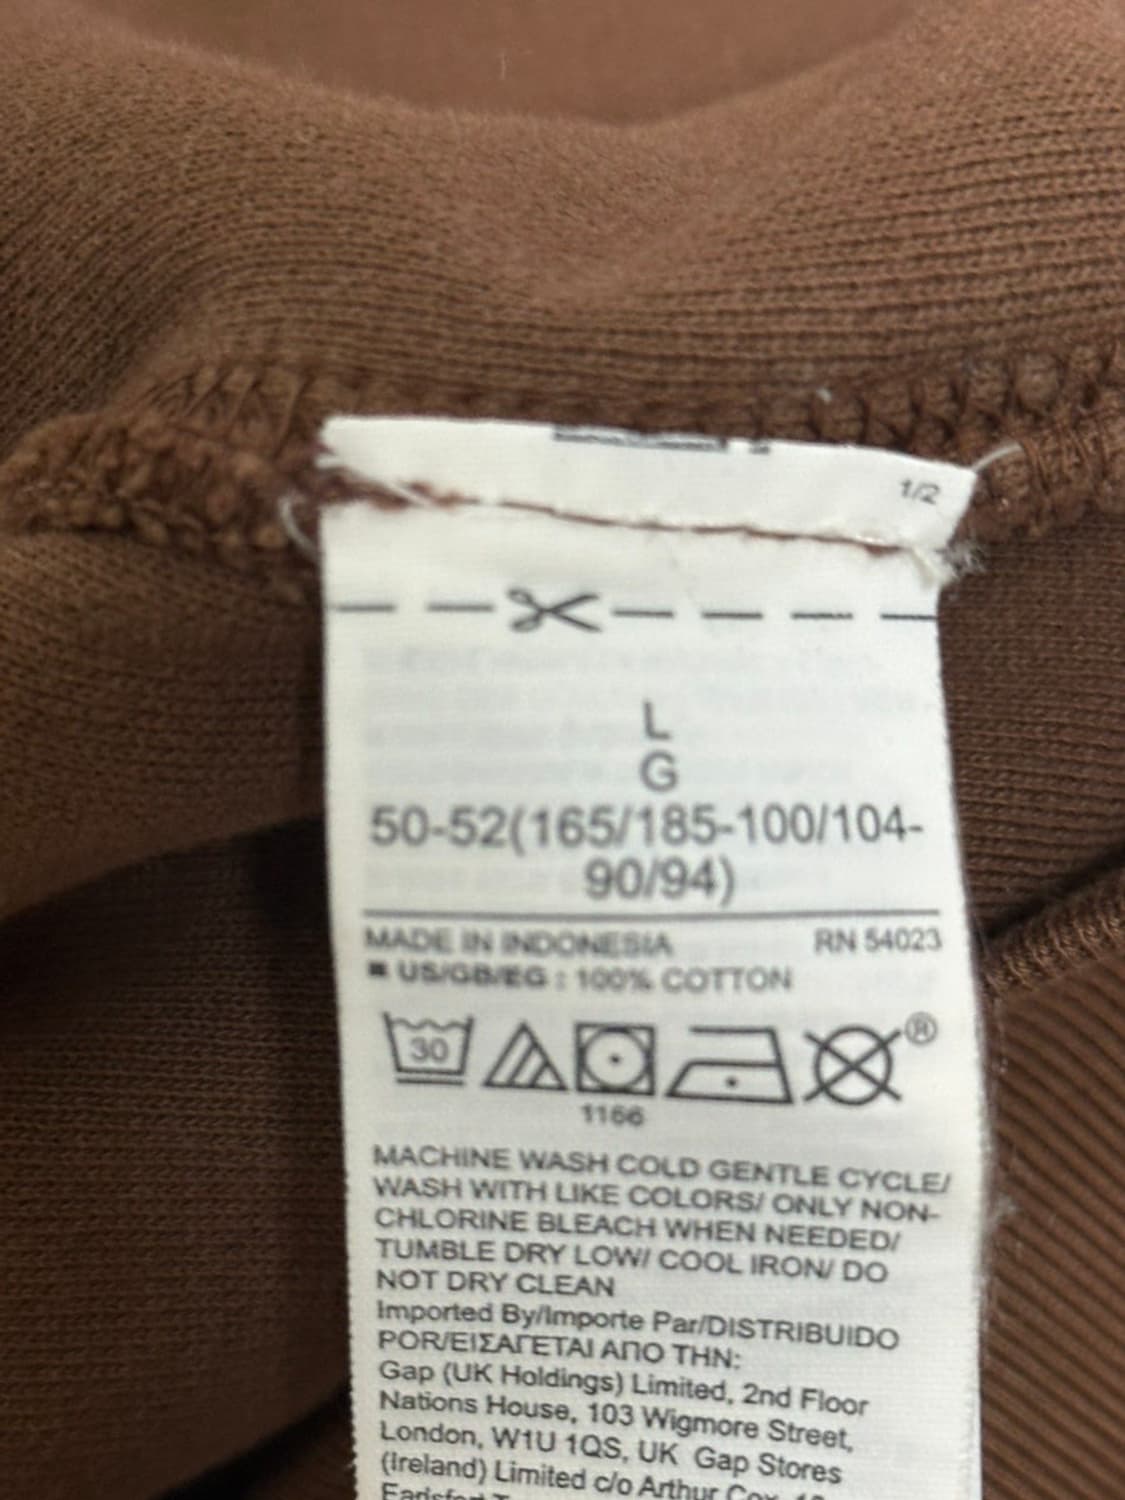 1/2
L
G
50-52(165/185-100/104-
90/94)
MADE IN INDONESIA RN 54023
■ US/GB/EG : 100% COTTON
30 ®
1166
MACHINE WASH COLD GENTLE CYCLE/
WASH WITH LIKE COLORS/ ONLY NON-
CHLORINE BLEACH WHEN NEEDED/
TUMBLE DRY LOW/ COOL IRON/ DO
NOT DRY CLEAN
Imported By/Importe Par/DISTRIBUIDO
POR/ΕΙΣΑΓΕΤΑΙ ΑΠΟ ΤΗΝ:
Gap (UK Holdings) Limited, 2nd Floor
Nations House, 103 Wigmore Street,
London, W1U 1QS, UK Gap Stores
(Ireland) Limited c/o Arthur Cox,